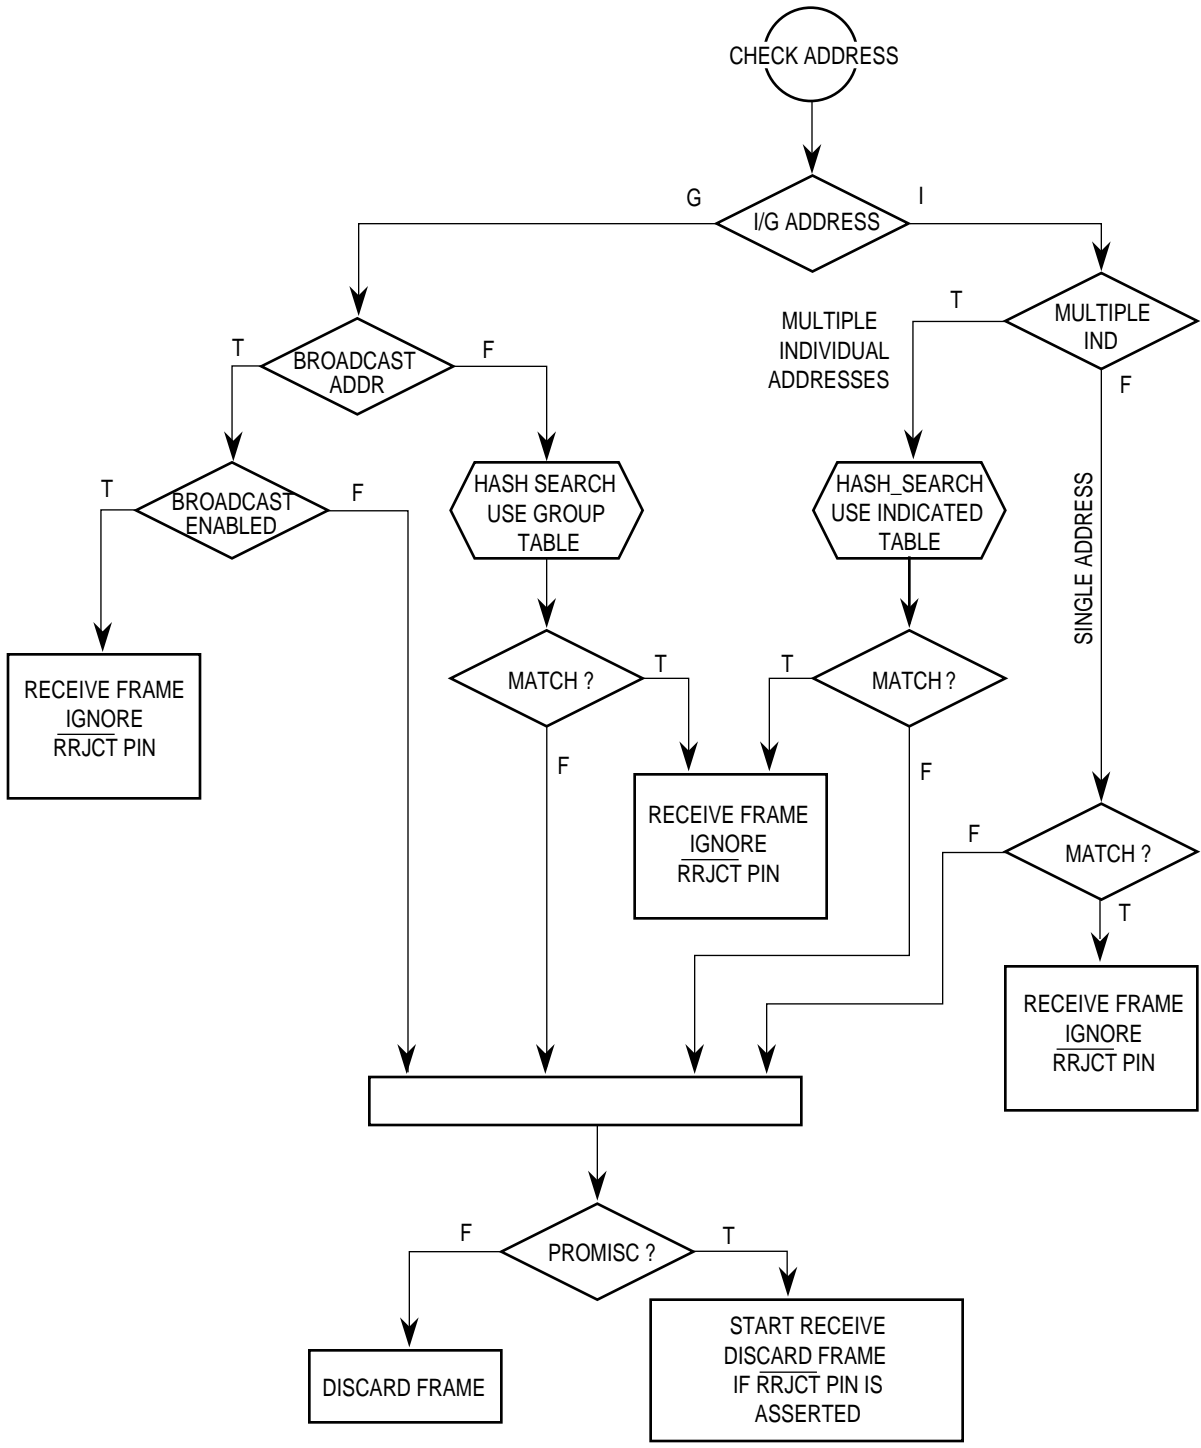 CHECK ADDRESS
G
I
I/G ADDRESS
T
MULTIPLE
IND
MULTIPLE
INDIVIDUAL
ADDRESSES
F
T
BROADCAST
ADDR
F
T
BROADCAST
ENABLED
F
HASH SEARCH
USE GROUP
TABLE
HASH_SEARCH
USE INDICATED
TABLE
SINGLE ADDRESS
RECEIVE FRAME
IGNORE
RRJCT PIN
MATCH ?
T
F
T
MATCH ?
F
RECEIVE FRAME
IGNORE
RRJCT PIN
F
MATCH ?
T
RECEIVE FRAME
IGNORE
RRJCT PIN
F
PROMISC ?
T
DISCARD FRAME
START RECEIVE
DISCARD FRAME
IF RRJCT PIN IS
ASSERTED